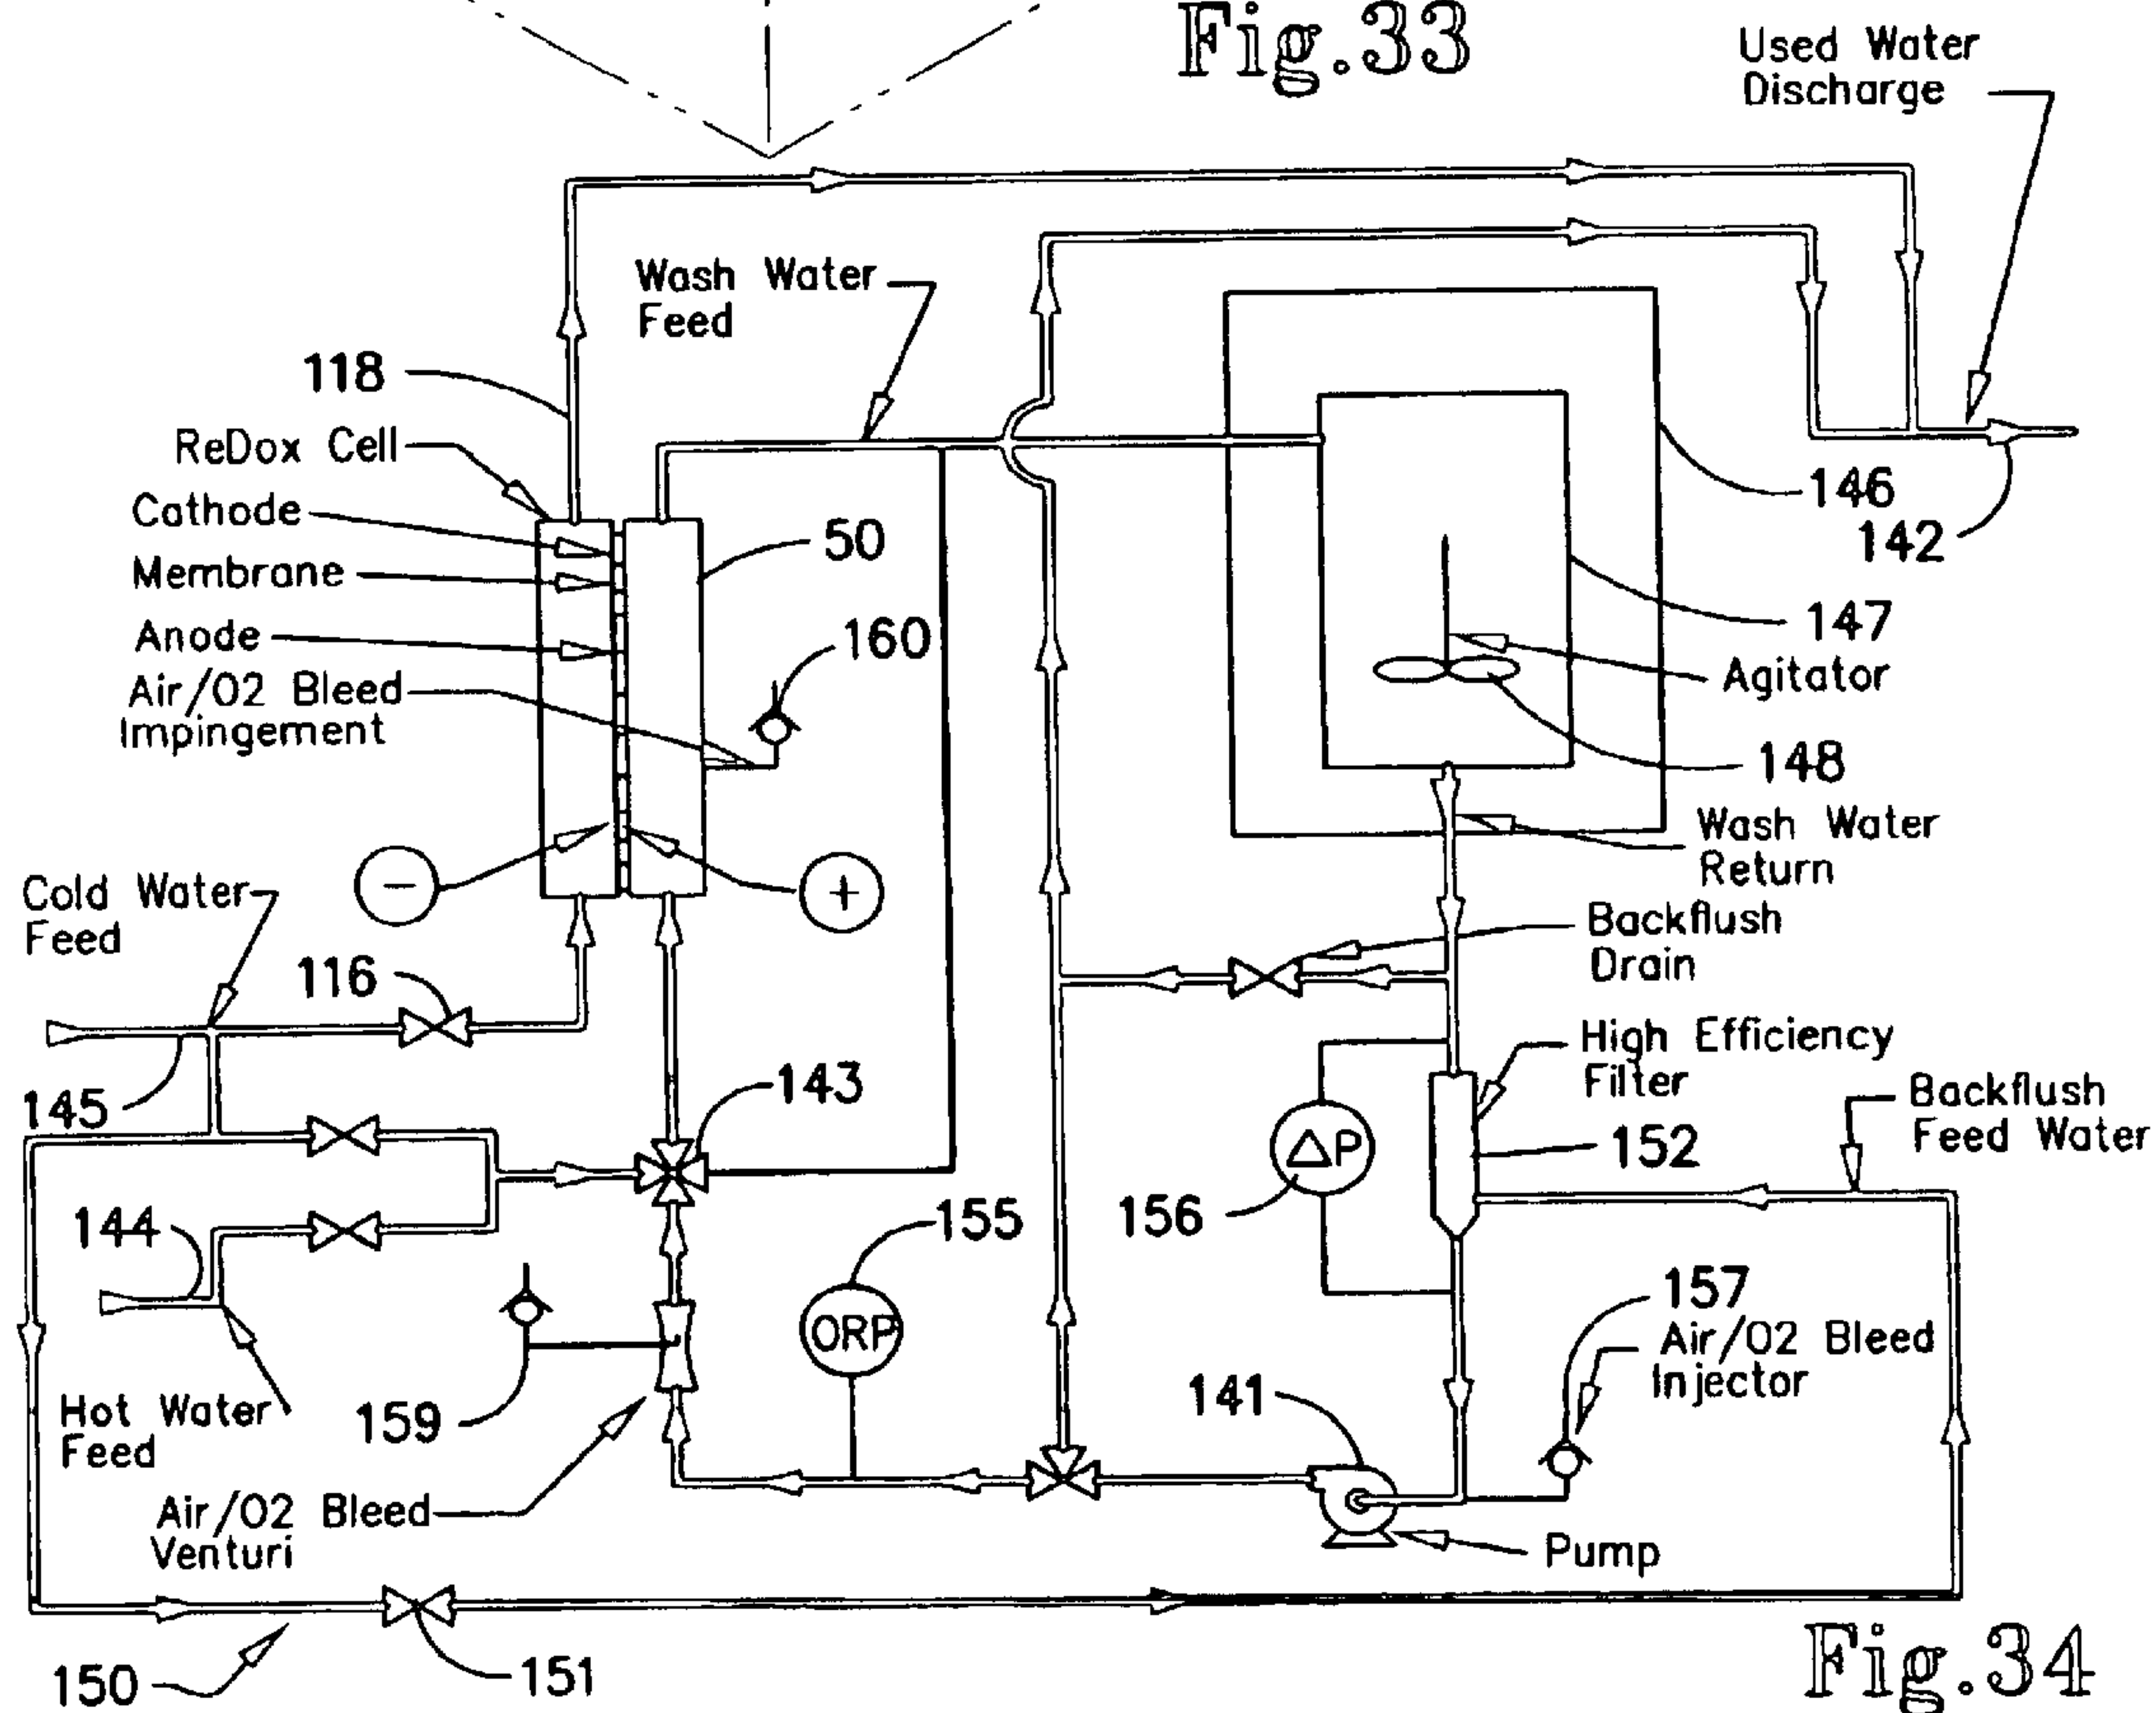 Fig.33
Used Water
Discharge
Wash Water
Feed
118
ReDox Cell
Cathode
Membrane
Anode
Air/O2 Bleed
Impingement
50
160
146
142
147
Agitator
148
Wash Water
Return
−
+
Cold Water
Feed
116
145
Backflush
Drain
High Efficiency
Filter
143
152
Backflush
Feed Water
144
155
ΔP
156
ORP
157
Air/O2 Bleed
Injector
159
141
Hot Water
Feed
Air/O2 Bleed
Venturi
Pump
150
151
Fig.34